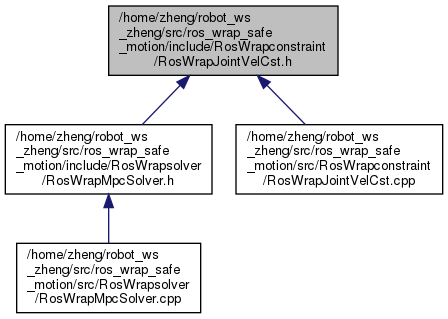 /home/zheng/robot_ws
_zheng/src/ros_wrap_safe
_motion/include/RosWrapconstraint
/RosWrapJointVelCst.h
/home/zheng/robot_ws
_zheng/src/ros_wrap_safe
_motion/include/RosWrapsolver
/RosWrapMpcSolver.h
/home/zheng/robot_ws
_zheng/src/ros_wrap_safe
_motion/src/RosWrapconstraint
/RosWrapJointVelCst.cpp
/home/zheng/robot_ws
_zheng/src/ros_wrap_safe
_motion/src/RosWrapsolver
/RosWrapMpcSolver.cpp